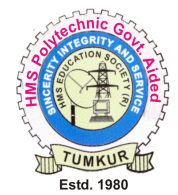 HMS Polytechnic Govt. Aided
SINCERITY INTEGRITY AND SERVICE
HMS EDUCATION SOCIETY (R)
TUMKUR
Estd. 1980